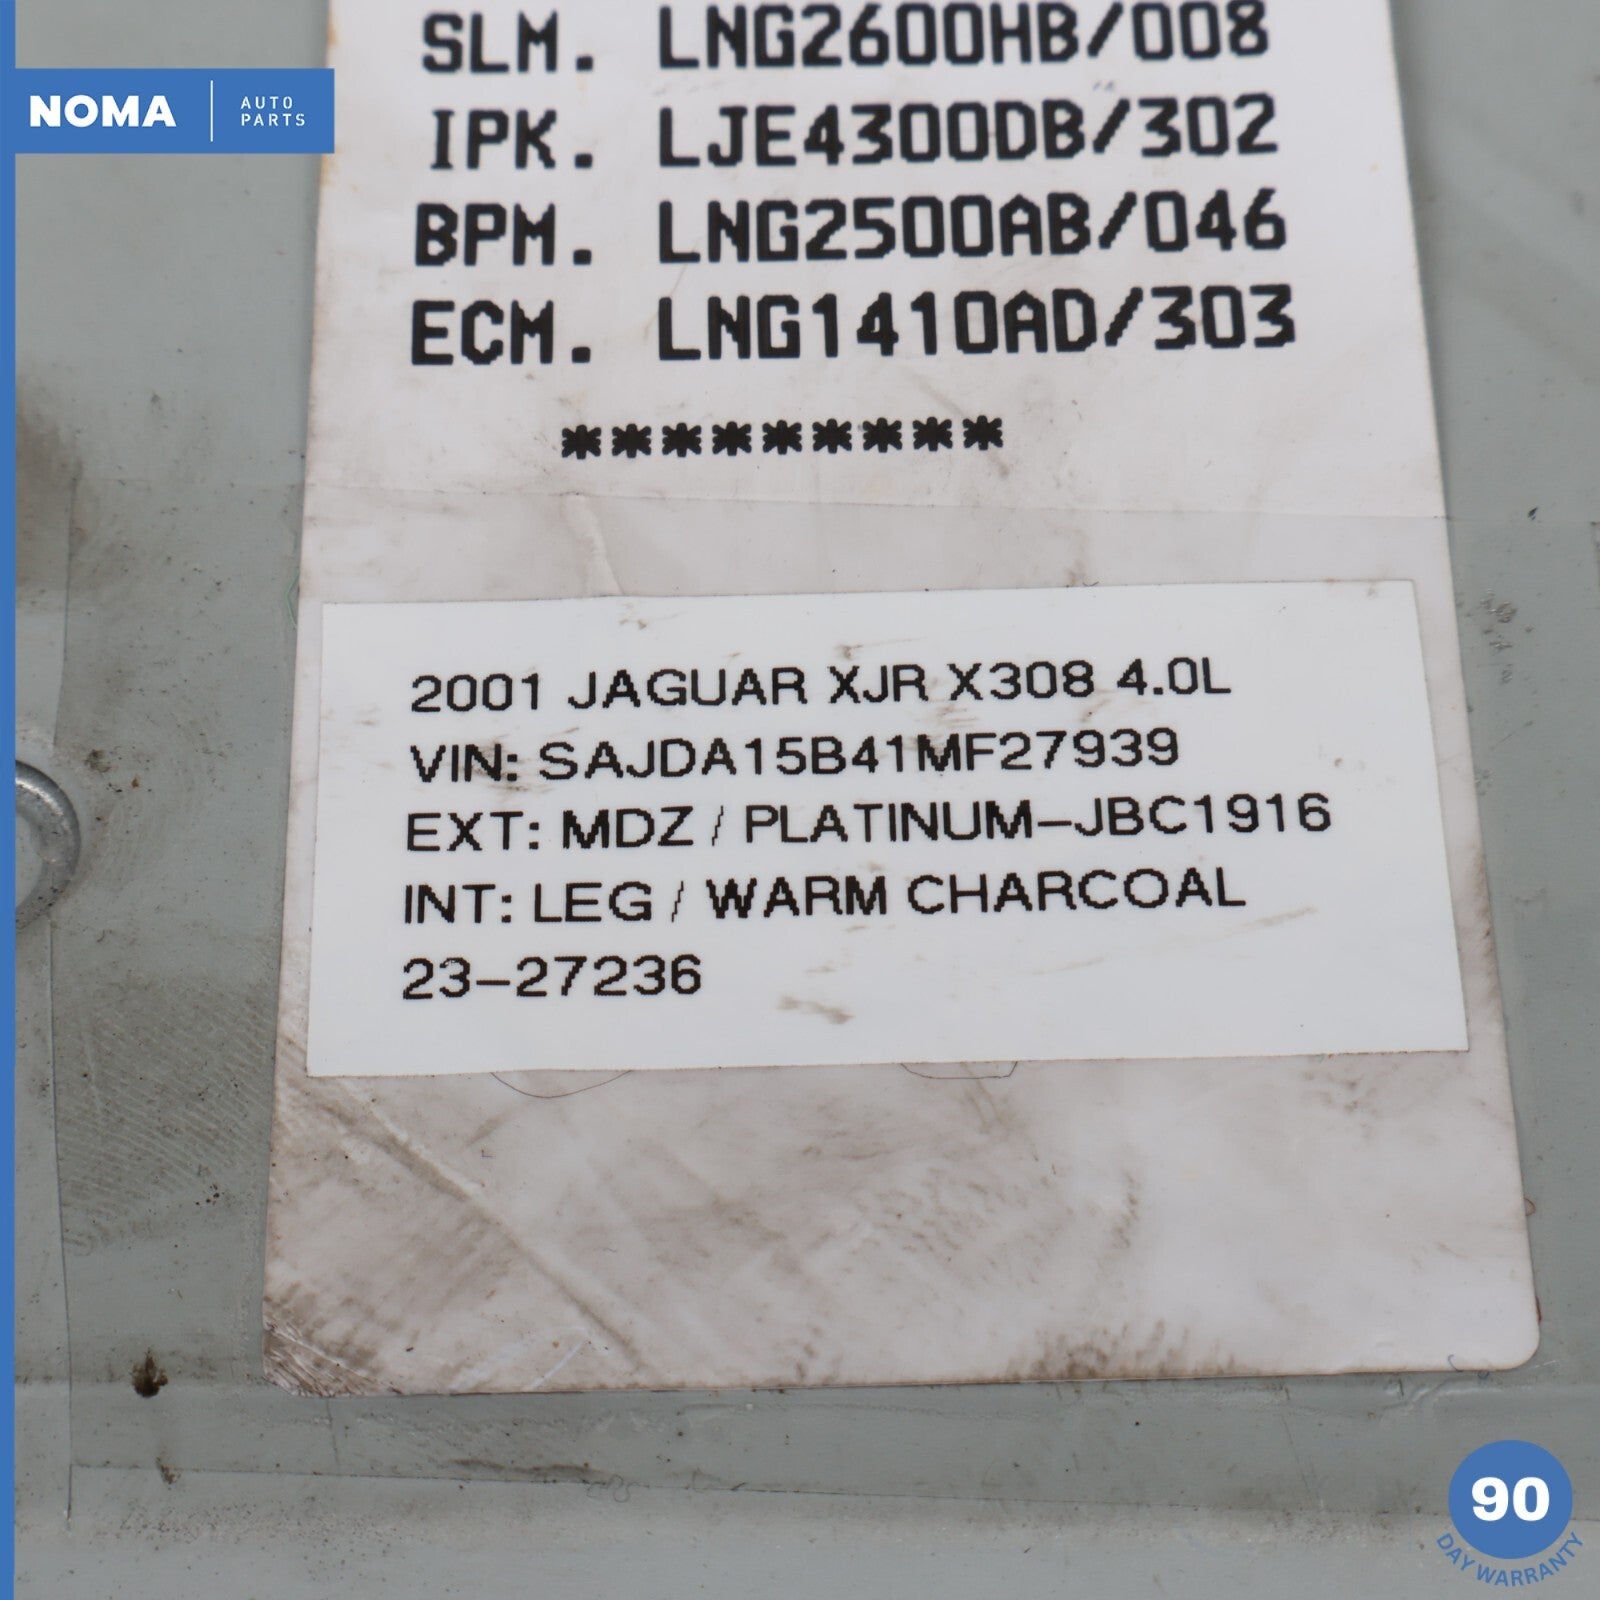 SLM. LNG2600HB/008
NOMA AUTO PARTS
IPK. LJE4300DB/302
BPM. LNG2500AB/046
ECM. LNG1410AD/303
*********
2001 JAGUAR XJR X308 4.0L
VIN: SAJDA15B41MF27939
EXT: MDZ / PLATINUM-JBC1916
INT: LEG / WARM CHARCOAL
23-27236
90
DAY WARRANTY